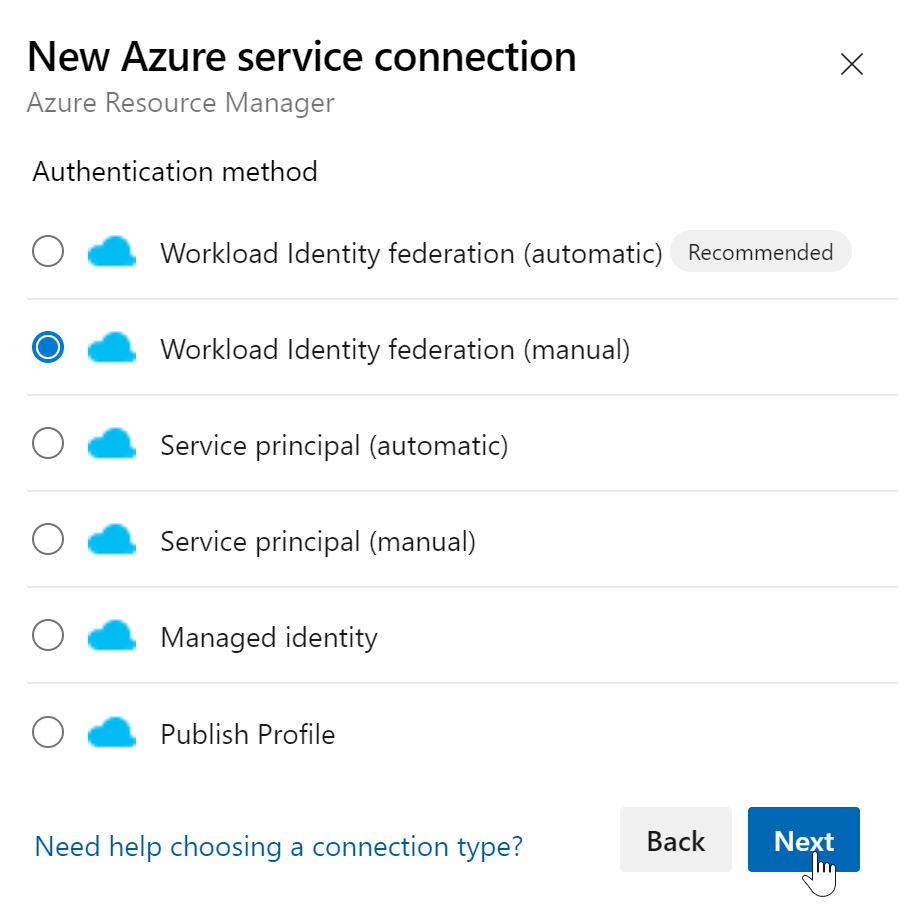 New Azure service connection
Azure Resource Manager
Authentication method
Workload Identity federation (automatic) Recommended
Workload Identity federation (manual)
Service principal (automatic)
Service principal (manual)
Managed identity
Publish Profile
Need help choosing a connection type? Back Next